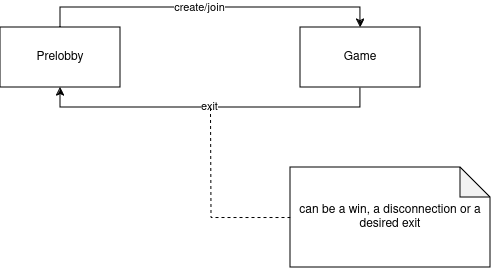 create/join
Prelobby
Game
exit
can be a win, a disconnection or a
desired exit